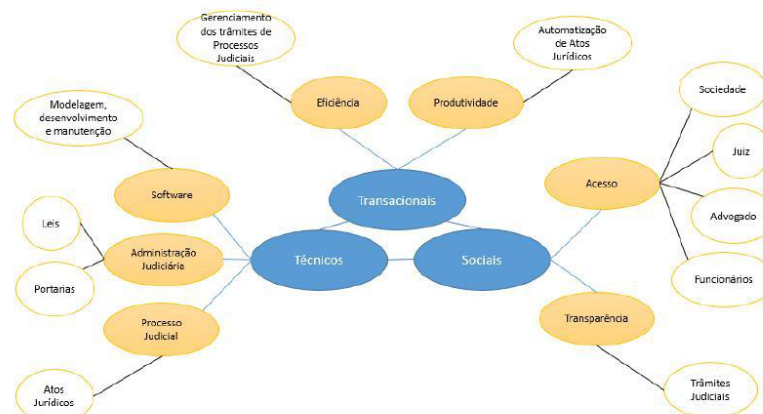 Gerenciamento
dos trâmites de
Processos
Judiciais
Automatização
de Atos
Jurídicos
Eficiência
Produtividade
Sociedade
Modelagem,
desenvolvimento
e manutenção
Juiz
Software
Transacionais
Acesso
Advogado
Leis
Administração
Judiciária
Técnicos
Sociais
Funcionários
Portarias
Processo
Judicial
Transparência
Atos
Jurídicos
Trâmites
Judiciais